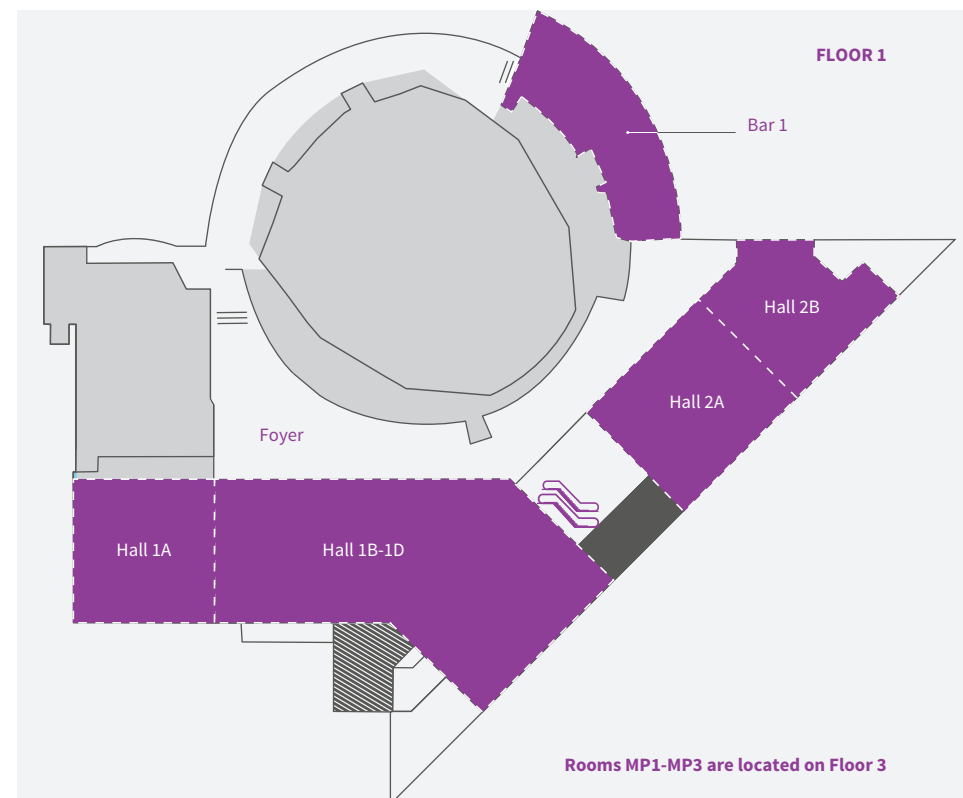 FLOOR 1
Bar 1
Hall 2B
Hall 2A
Foyer
Hall 1A
Hall 1B-1D
Rooms MP1-MP3 are located on Floor 3